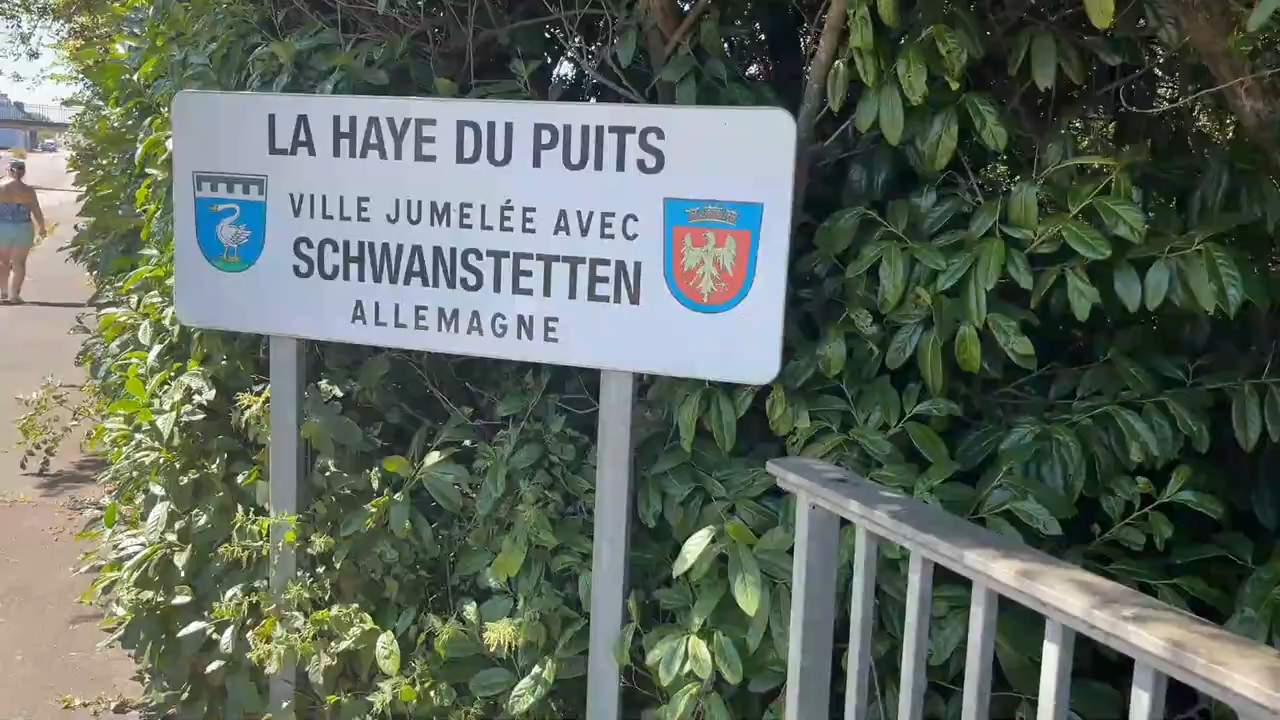 LA HAYE DU PUITS
VILLE JUMELÉE AVEC
SCHWANSTETTEN
ALLEMAGNE